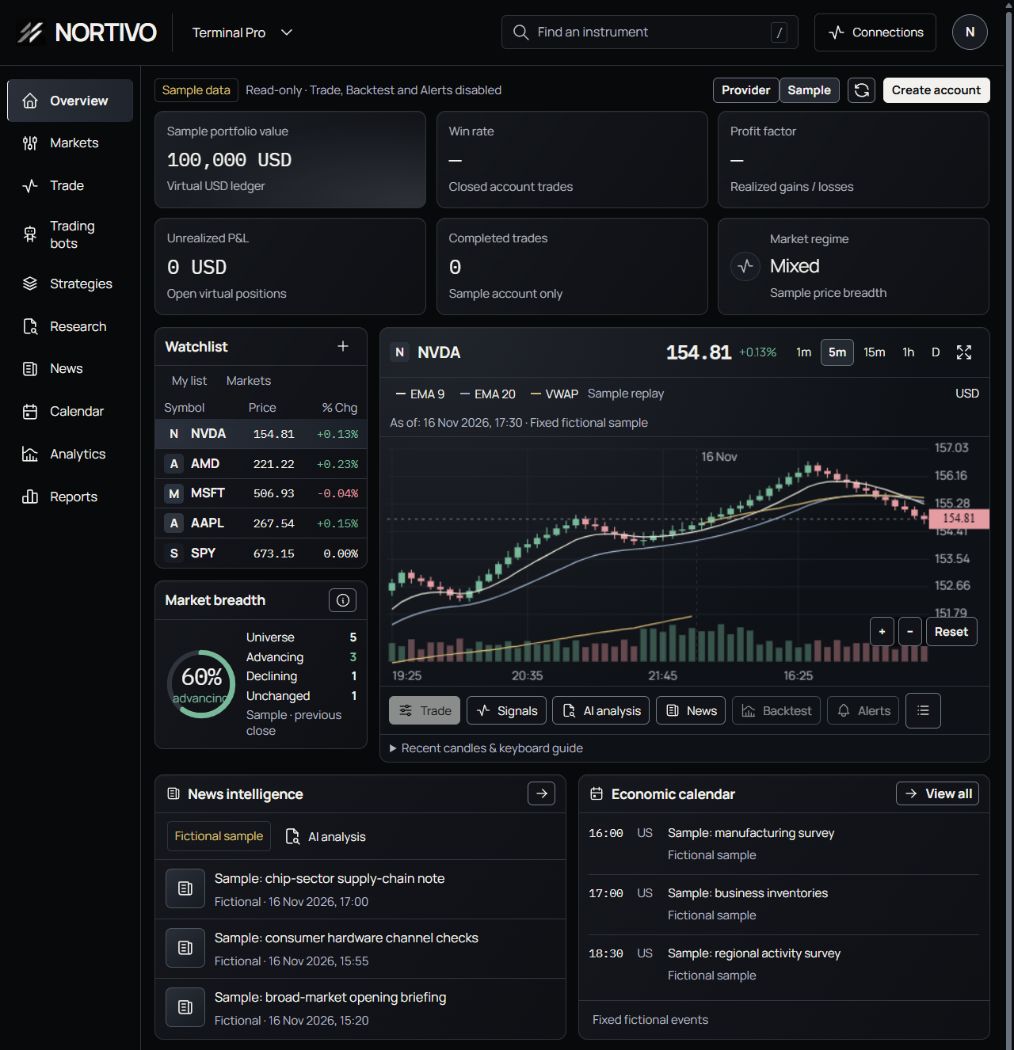 NORTIVO
Terminal Pro
Find an instrument
/
Connections
N
Overview
Markets
Trade
Trading
bots
Strategies
Research
News
Calendar
Analytics
Reports
Sample data
Read-only · Trade, Backtest and Alerts disabled
Provider
Sample
Create account
Sample portfolio value
100,000 USD
Virtual USD ledger
Win rate
—
Closed account trades
Profit factor
—
Realized gains / losses
Unrealized P&L
0 USD
Open virtual positions
Completed trades
0
Sample account only
Market regime
Mixed
Sample price breadth
Watchlist
+
My list Markets
Symbol Price % Chg
N NVDA 154.81 +0.13%
A AMD 221.22 +0.23%
M MSFT 506.93 -0.04%
A AAPL 267.54 +0.15%
S SPY 673.15 0.00%
Market breadth
60%
advancing
Universe 5
Advancing 3
Declining 1
Unchanged 1
Sample · previous
close
N NVDA
154.81 +0.13%
1m 5m 15m 1h D
EMA 9 EMA 20 VWAP Sample replay
USD
As of: 16 Nov 2026, 17:30 · Fixed fictional sample
16 Nov
157.03
156.16
155.28
154.81
154.41
153.54
152.66
151.79
+ - Reset
19:25 20:35 21:45 16:25
Trade Signals AI analysis News Backtest Alerts
Recent candles & keyboard guide
News intelligence
Fictional sample
AI analysis
Sample: chip-sector supply-chain note
Fictional · 16 Nov 2026, 17:00
Sample: consumer hardware channel checks
Fictional · 16 Nov 2026, 15:55
Sample: broad-market opening briefing
Fictional · 16 Nov 2026, 15:20
Economic calendar
View all
16:00 US Sample: manufacturing survey
Fictional sample
17:00 US Sample: business inventories
Fictional sample
18:30 US Sample: regional activity survey
Fictional sample
Fixed fictional events